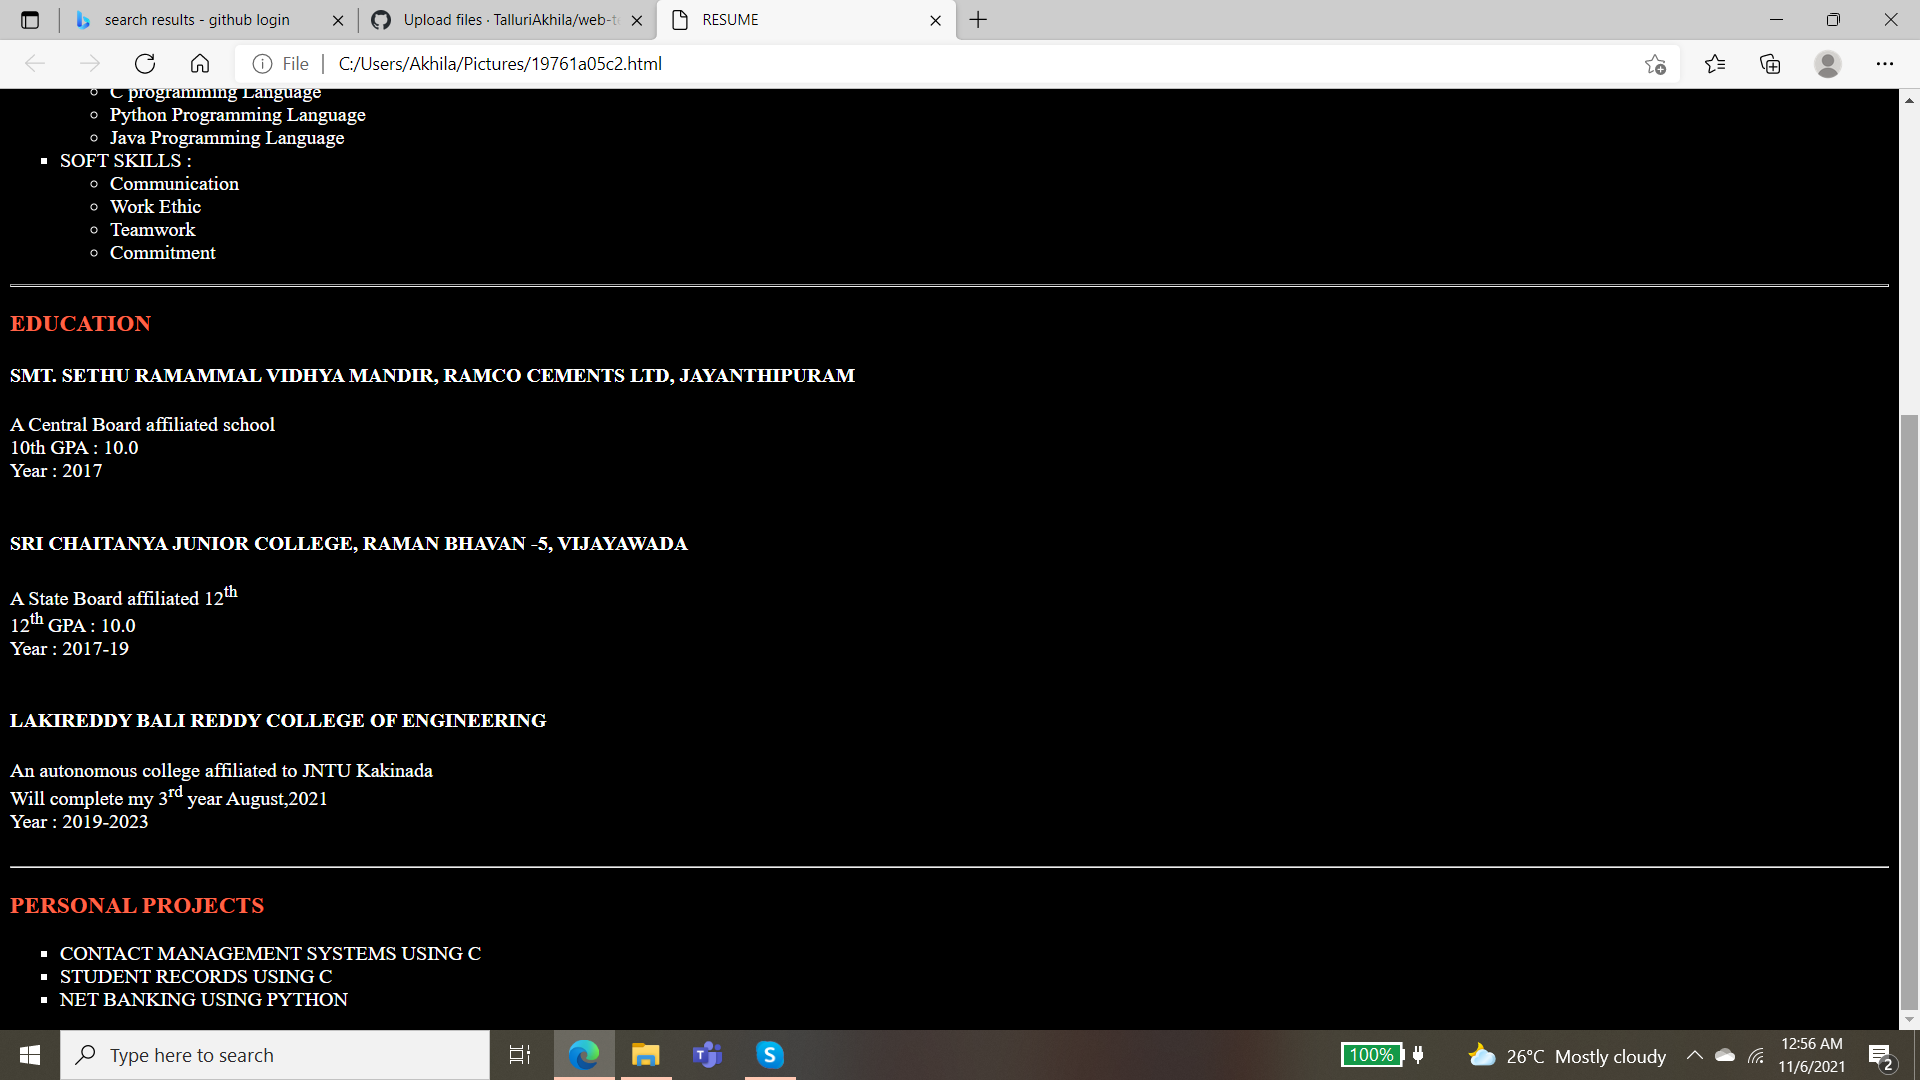 search results - github login
Upload files · TalluriAkhila/web-te
RESUME
File
C:/Users/Akhila/Pictures/19761a05c2.html
C programming Language
Python Programming Language
Java Programming Language
SOFT SKILLS :
Communication
Work Ethic
Teamwork
Commitment
EDUCATION
SMT. SETHU RAMAMMAL VIDHYA MANDIR, RAMCO CEMENTS LTD, JAYANTHIPURAM
A Central Board affiliated school
10th GPA : 10.0
Year : 2017
SRI CHAITANYA JUNIOR COLLEGE, RAMAN BHAVAN -5, VIJAYAWADA
A State Board affiliated 12th
12th GPA : 10.0
Year : 2017-19
LAKIREDDY BALI REDDY COLLEGE OF ENGINEERING
An autonomous college affiliated to JNTU Kakinada
Will complete my 3rd year August,2021
Year : 2019-2023
PERSONAL PROJECTS
CONTACT MANAGEMENT SYSTEMS USING C
STUDENT RECORDS USING C
NET BANKING USING PYTHON
Type here to search
100%
26°C Mostly cloudy
12:56 AM
11/6/2021
2